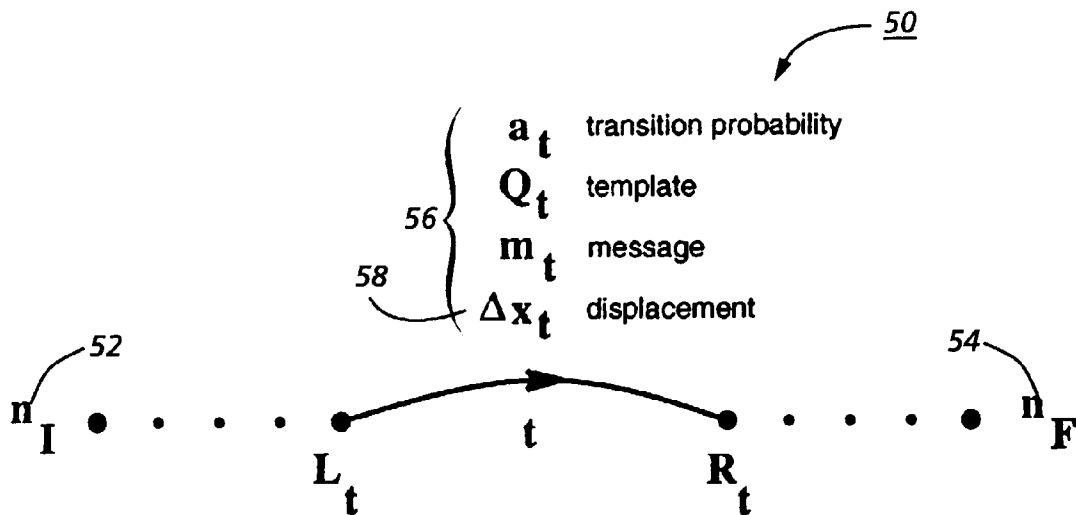 50
a_t transition probability
Q_t template
56
m_t message
58
Δx_t displacement
52
54
n_I
t
n_F
L_t
R_t